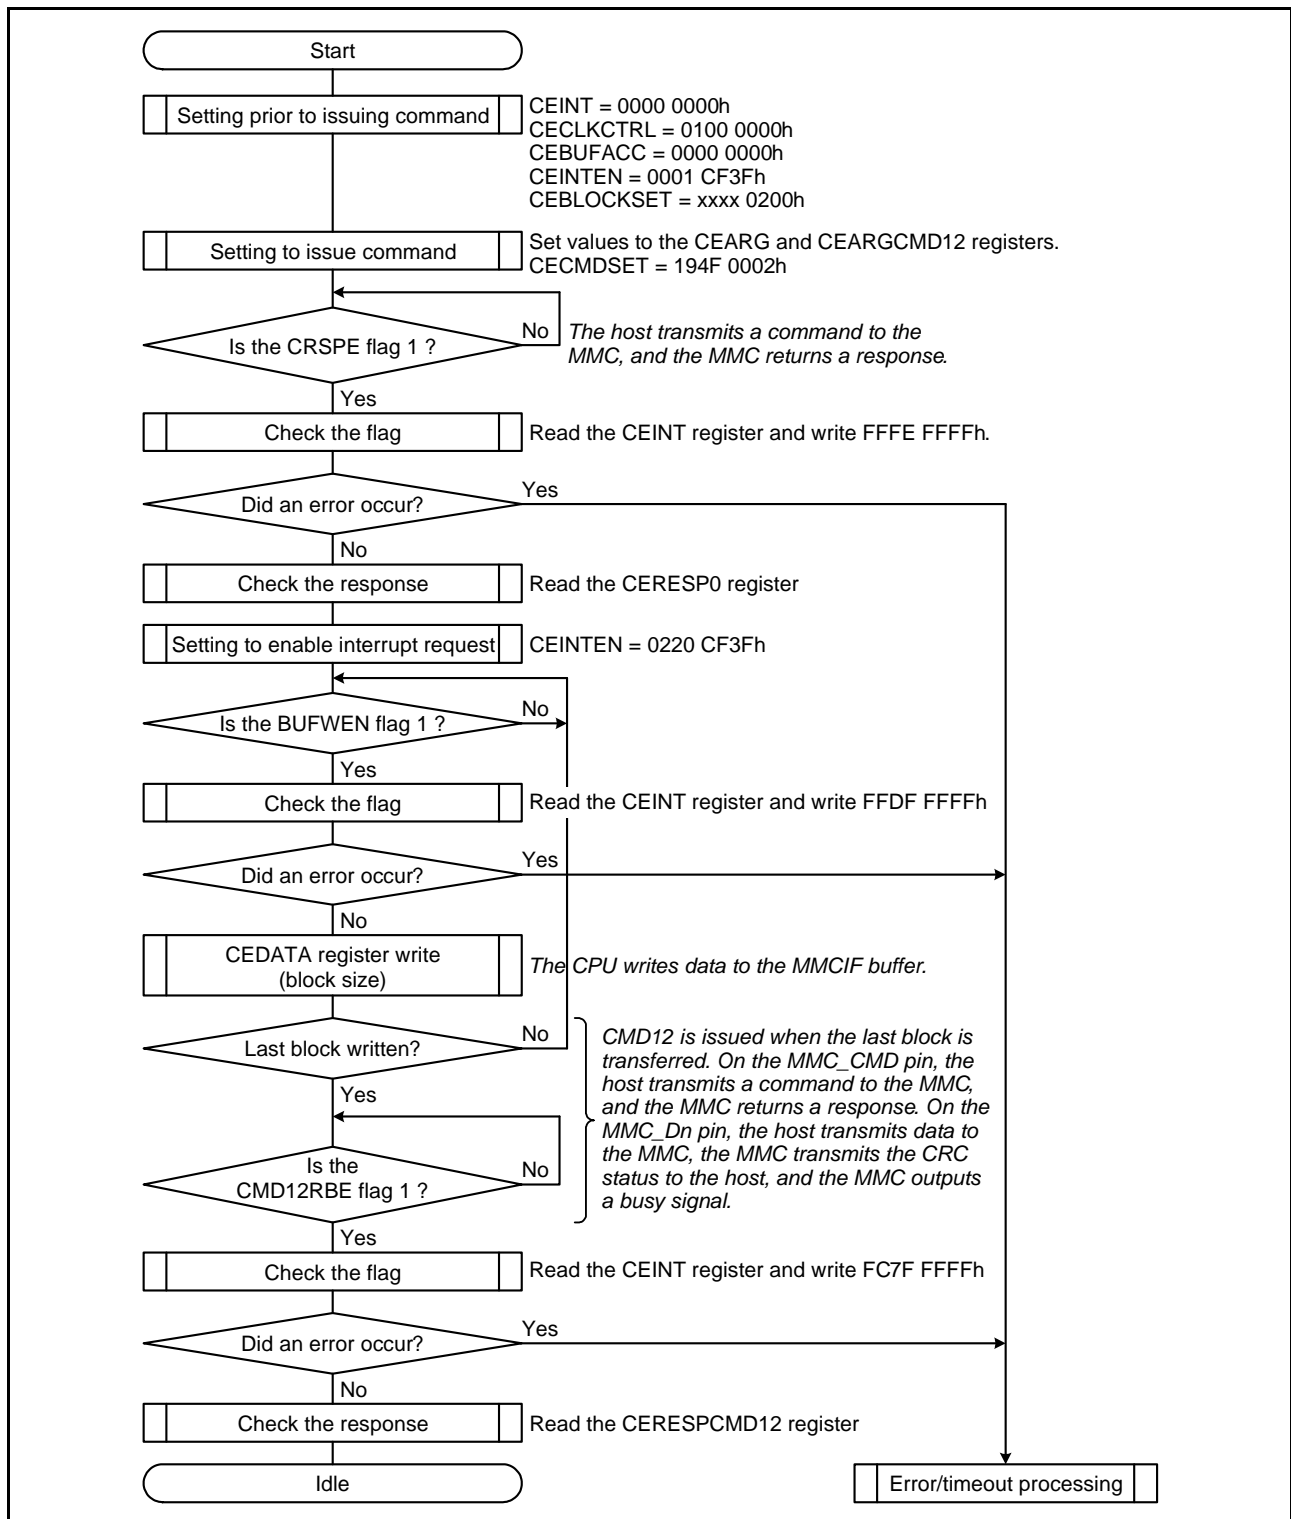 Start
Setting prior to issuing command
CEINT = 0000 0000h
CECLKCTRL = 0100 0000h
CEBUFACC = 0000 0000h
CEINTEN = 0001 CF3Fh
CEBLOCKSET = xxxx 0200h
Setting to issue command
Set values to the CEARG and CEARGCMD12 registers.
CECMDSET = 194F 0002h
Is the CRSPE flag 1 ?
No
The host transmits a command to the
MMC, and the MMC returns a response.
Yes
Check the flag
Read the CEINT register and write FFFE FFFFh.
Did an error occur?
Yes
No
Check the response
Read the CERESP0 register
Setting to enable interrupt request
CEINTEN = 0220 CF3Fh
Is the BUFWEN flag 1 ?
No
Yes
Check the flag
Read the CEINT register and write FFDF FFFFh
Did an error occur?
Yes
No
CEDATA register write
(block size)
The CPU writes data to the MMCIF buffer.
Last block written?
No
Yes
CMD12 is issued when the last block is
transferred. On the MMC_CMD pin, the
host transmits a command to the MMC,
and the MMC returns a response. On the
MMC_Dn pin, the host transmits data to
the MMC, the MMC transmits the CRC
status to the host, and the MMC outputs
a busy signal.
Is the
CMD12RBE flag 1 ?
No
Yes
Check the flag
Read the CEINT register and write FC7F FFFFh
Did an error occur?
Yes
No
Check the response
Read the CERESPCMD12 register
Idle
Error/timeout processing